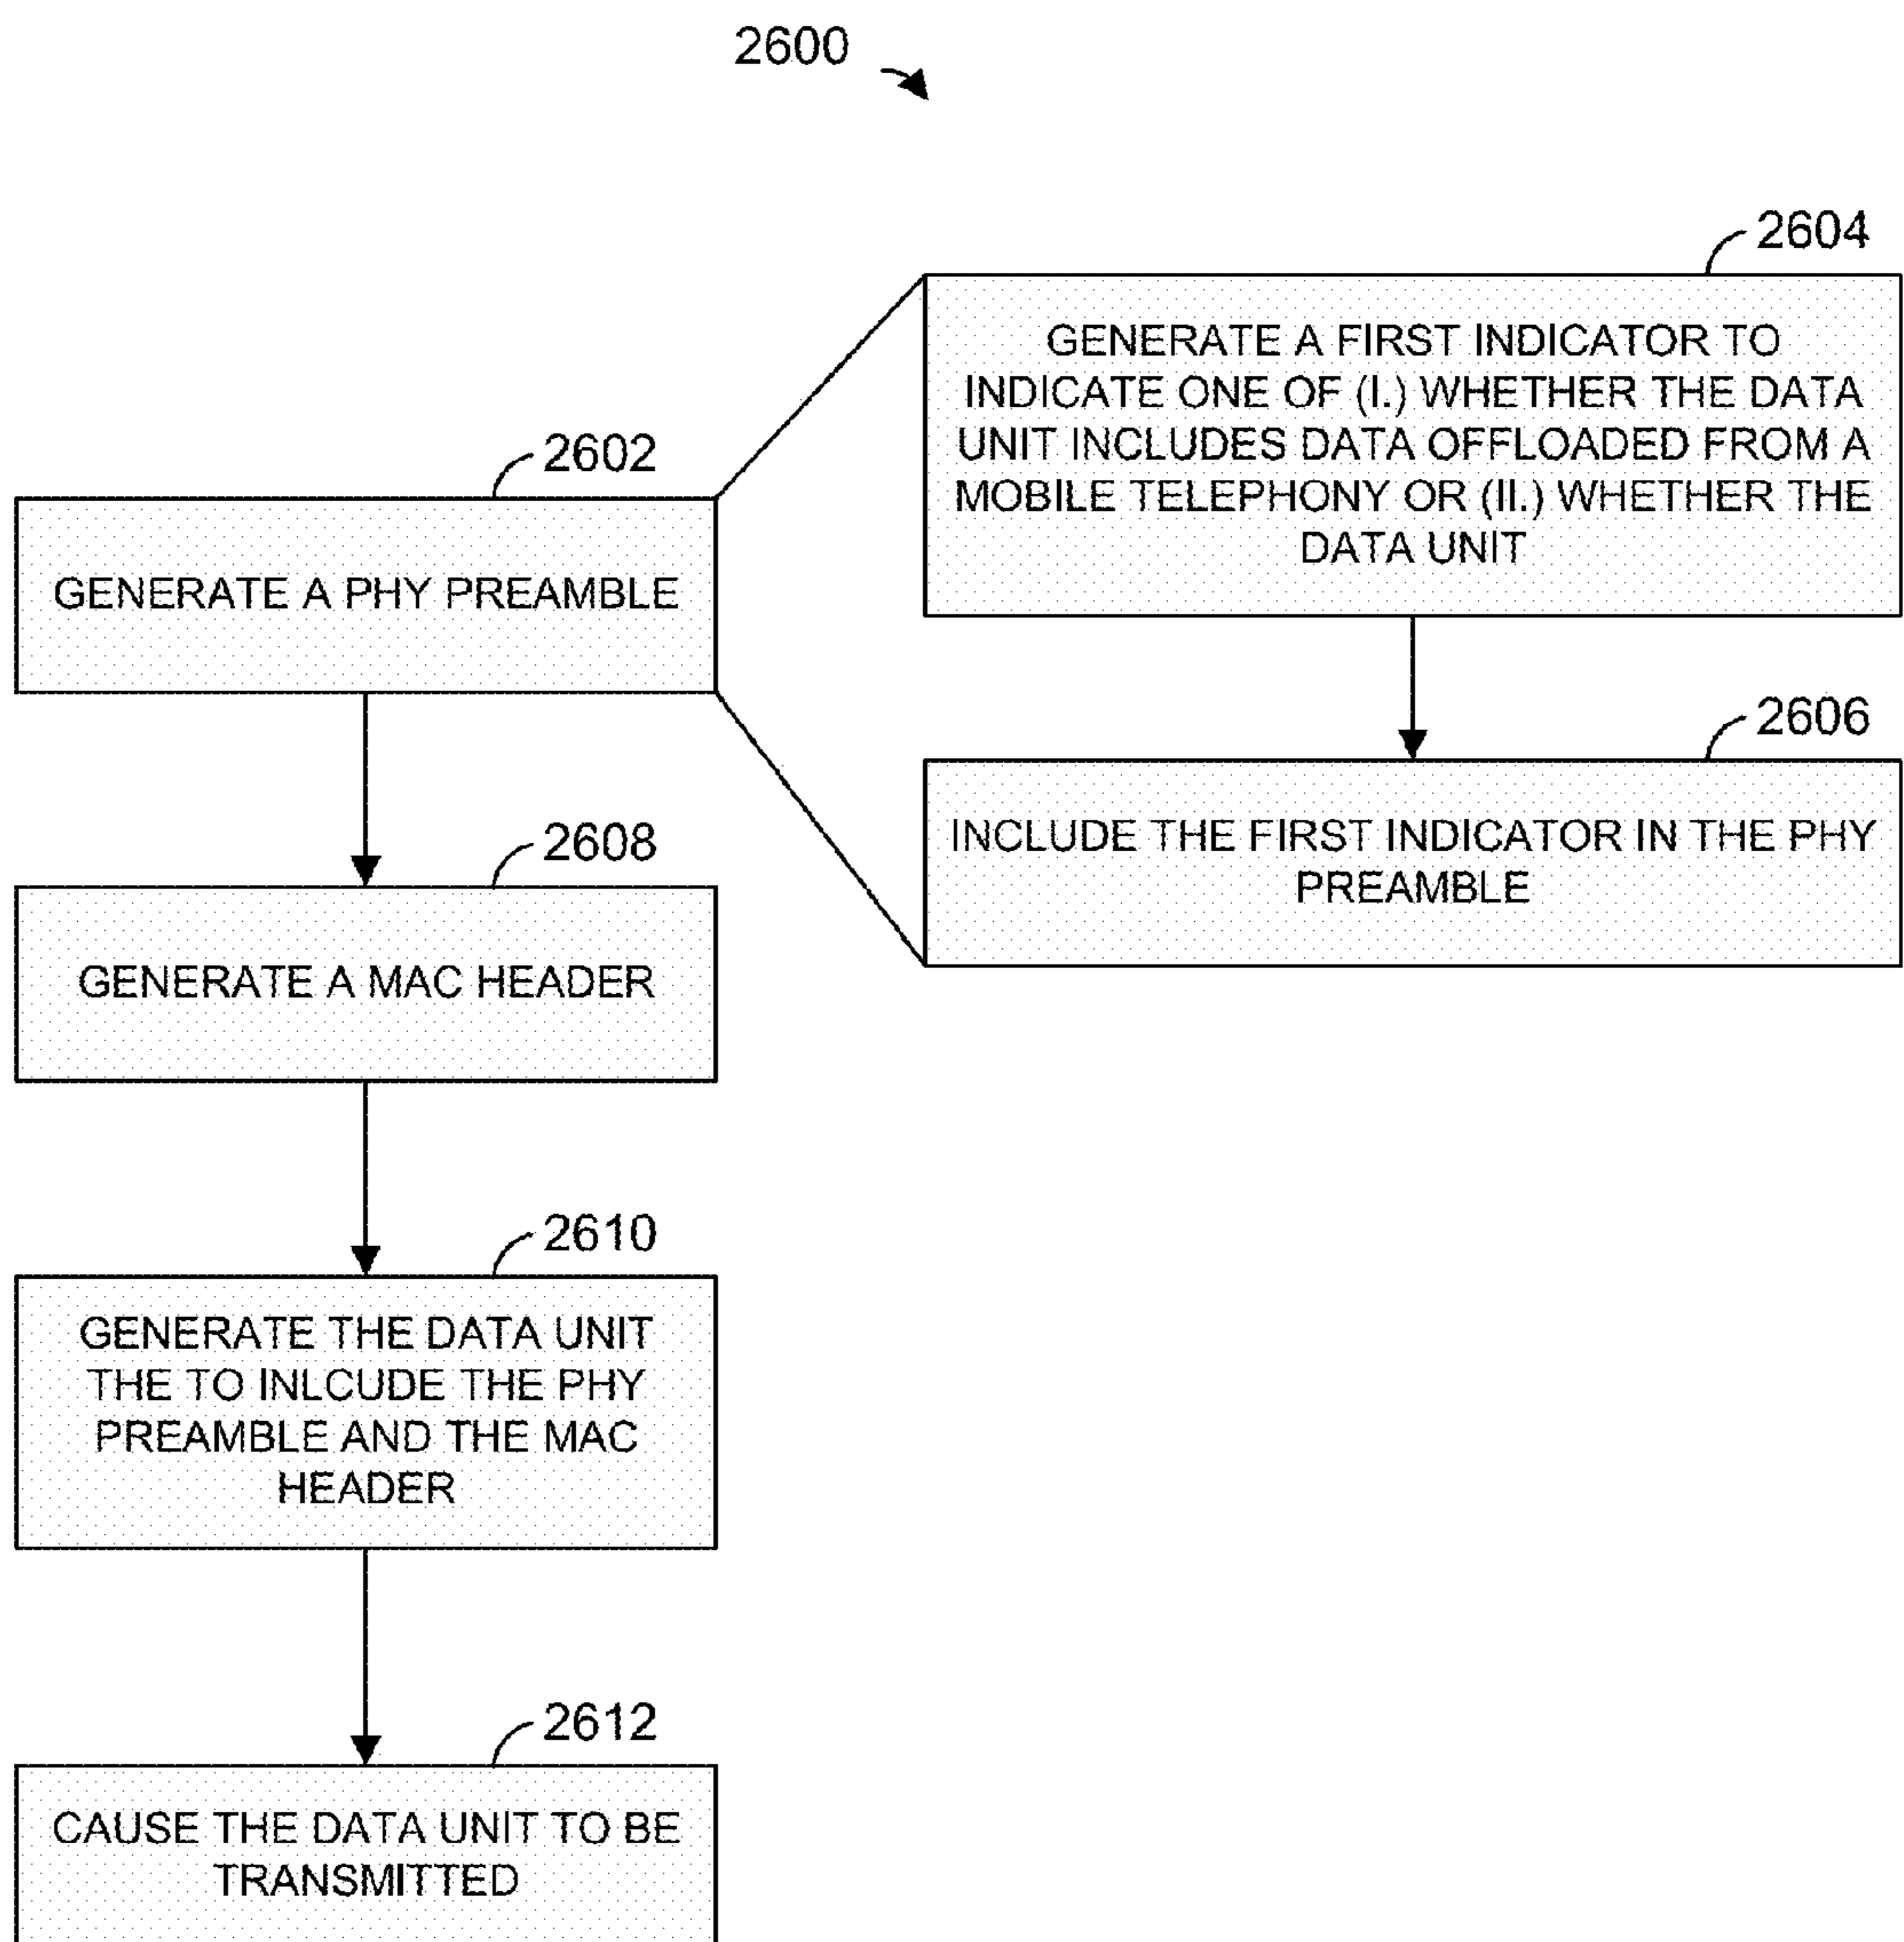 2600
2602
GENERATE A PHY PREAMBLE
2604
GENERATE A FIRST INDICATOR TO
INDICATE ONE OF (I.) WHETHER THE DATA
UNIT INCLUDES DATA OFFLOADED FROM A
MOBILE TELEPHONY OR (II.) WHETHER THE
DATA UNIT
2606
INCLUDE THE FIRST INDICATOR IN THE PHY
PREAMBLE
2608
GENERATE A MAC HEADER
2610
GENERATE THE DATA UNIT
THE TO INLCUDE THE PHY
PREAMBLE AND THE MAC
HEADER
2612
CAUSE THE DATA UNIT TO BE
TRANSMITTED